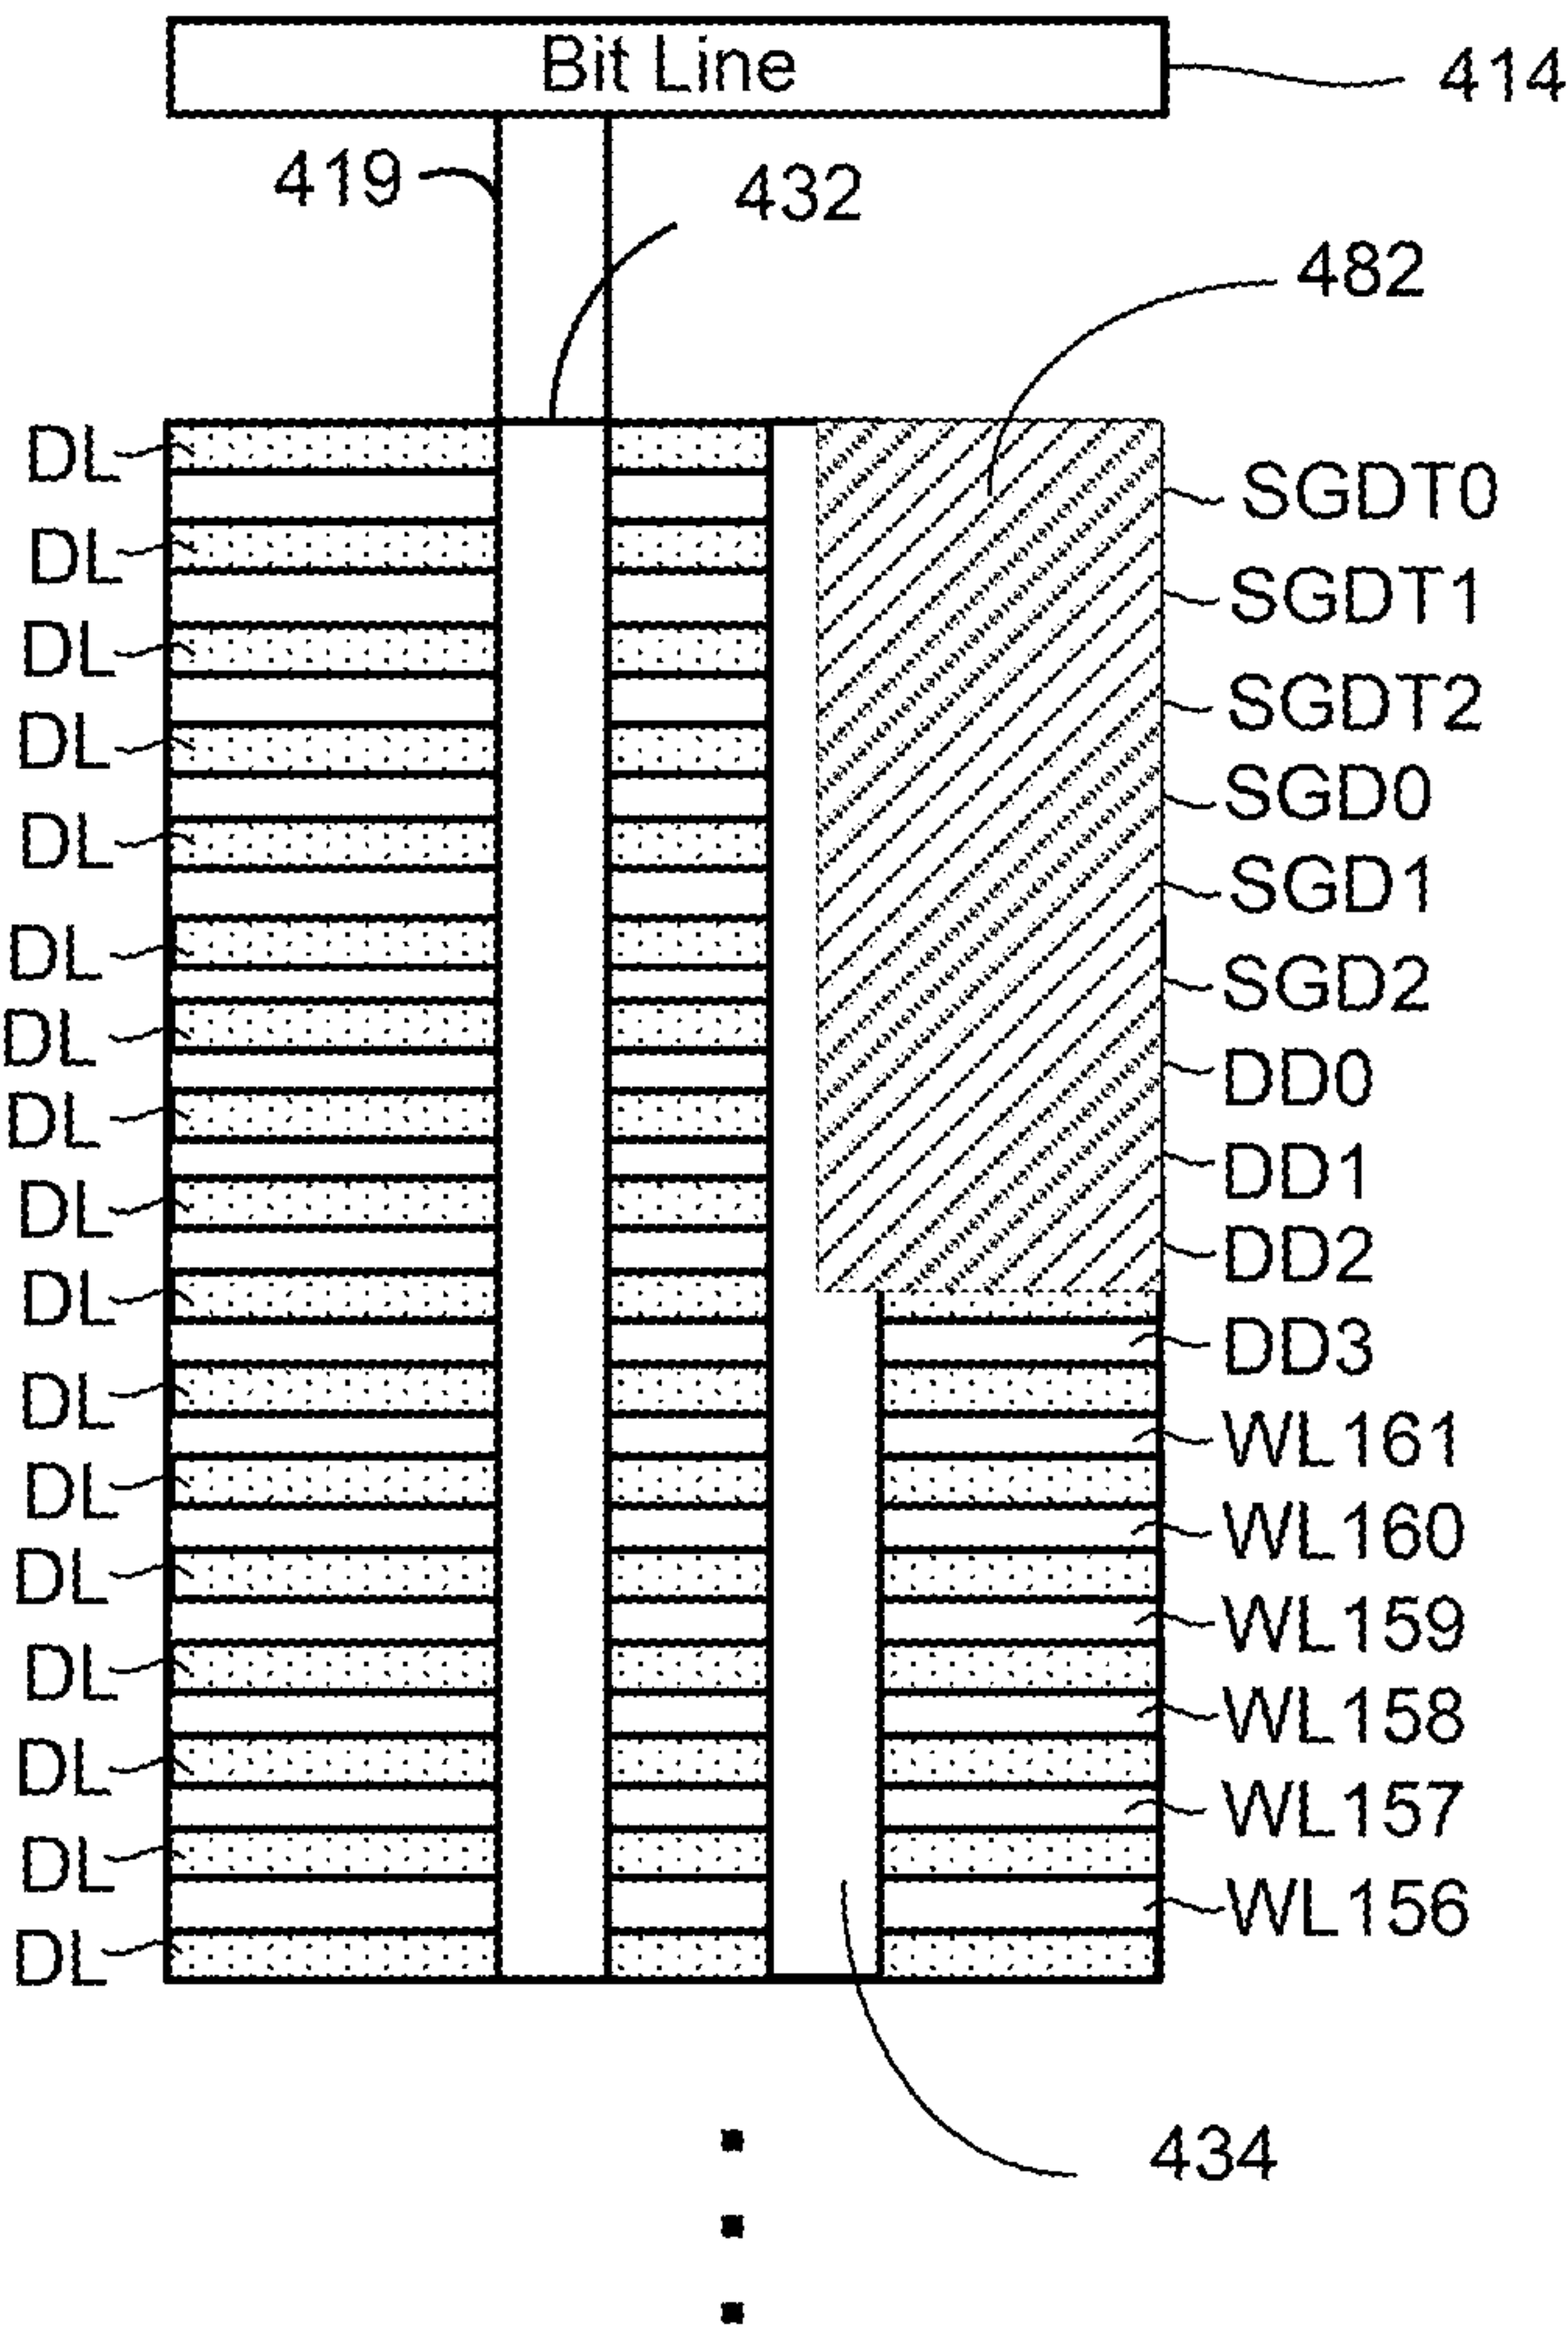 Bit Line
414
419
432
482
DL
SGDT0
DL
SGDT1
DL
SGDT2
DL
SGD0
DL
SGD1
DL
SGD2
DL
DD0
DL
DD1
DL
DD2
DL
DD3
DL
WL161
DL
WL160
DL
WL159
DL
WL158
DL
WL157
DL
WL156
DL
434